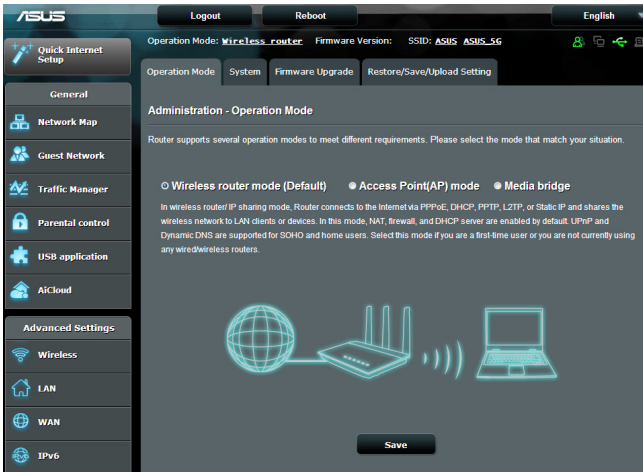 ASUS
Logout
Reboot
English
Quick Internet
Setup
Operation Mode: Wireless router Firmware Version: SSID: ASUS ASUS_5G
Operation Mode
System
Firmware Upgrade
Restore/Save/Upload Setting
General
Network Map
Guest Network
Traffic Manager
Parental control
USB application
AiCloud
Advanced Settings
Wireless
LAN
WAN
IPv6
Administration - Operation Mode
Router supports several operation modes to meet different requirements. Please select the mode that match your situation.
Wireless router mode (Default)
Access Point(AP) mode
Media bridge
In wireless router/ IP sharing mode, Router connects to the Internet via PPPoE, DHCP, PPTP, L2TP, or Static IP and shares the
wireless network to LAN clients or devices. In this mode, NAT, firewall, and DHCP server are enabled by default. UPnP and
Dynamic DNS are supported for SOHO and home users. Select this mode if you are a first-time user or you are not currently using
any wired/wireless routers.
Save